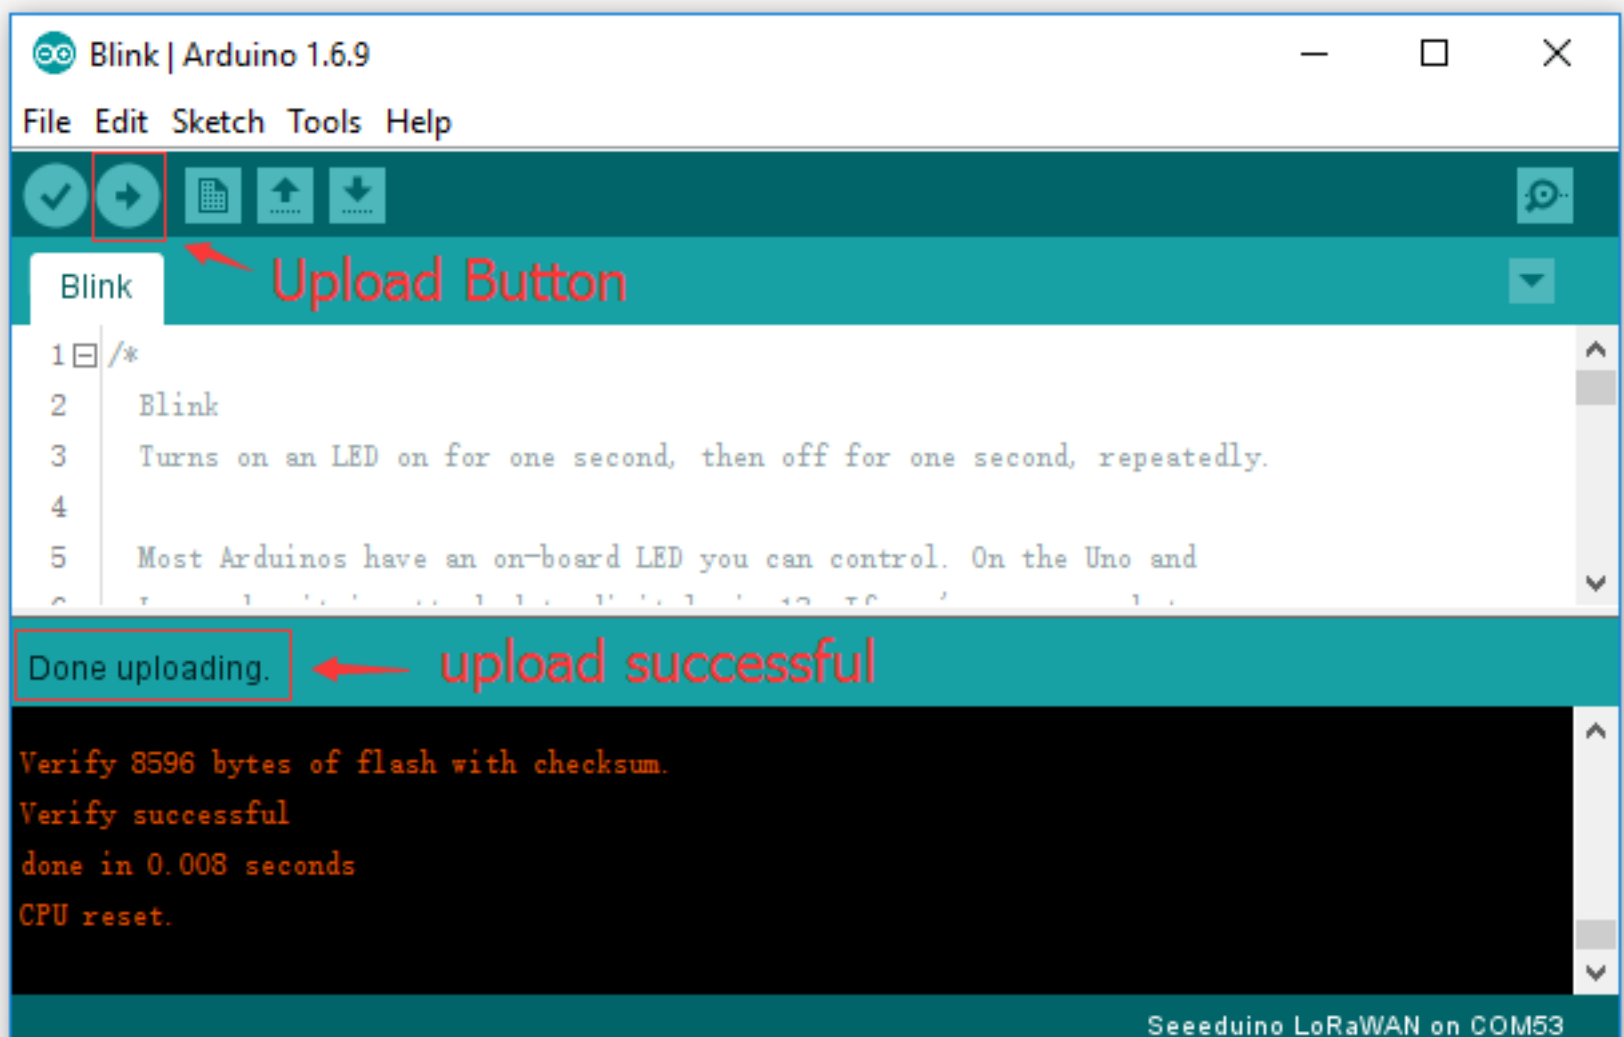 Blink | Arduino 1.6.9
File Edit Sketch Tools Help
Upload Button
Blink
1 /*
2 Blink
3 Turns on an LED on for one second, then off for one second, repeatedly.
4
5 Most Arduinos have an on-board LED you can control. On the Uno and
Done uploading.
upload successful
Verify 8596 bytes of flash with checksum.
Verify successful
done in 0.008 seconds
CPU reset.
Seeeduino LoRaWAN on COM53